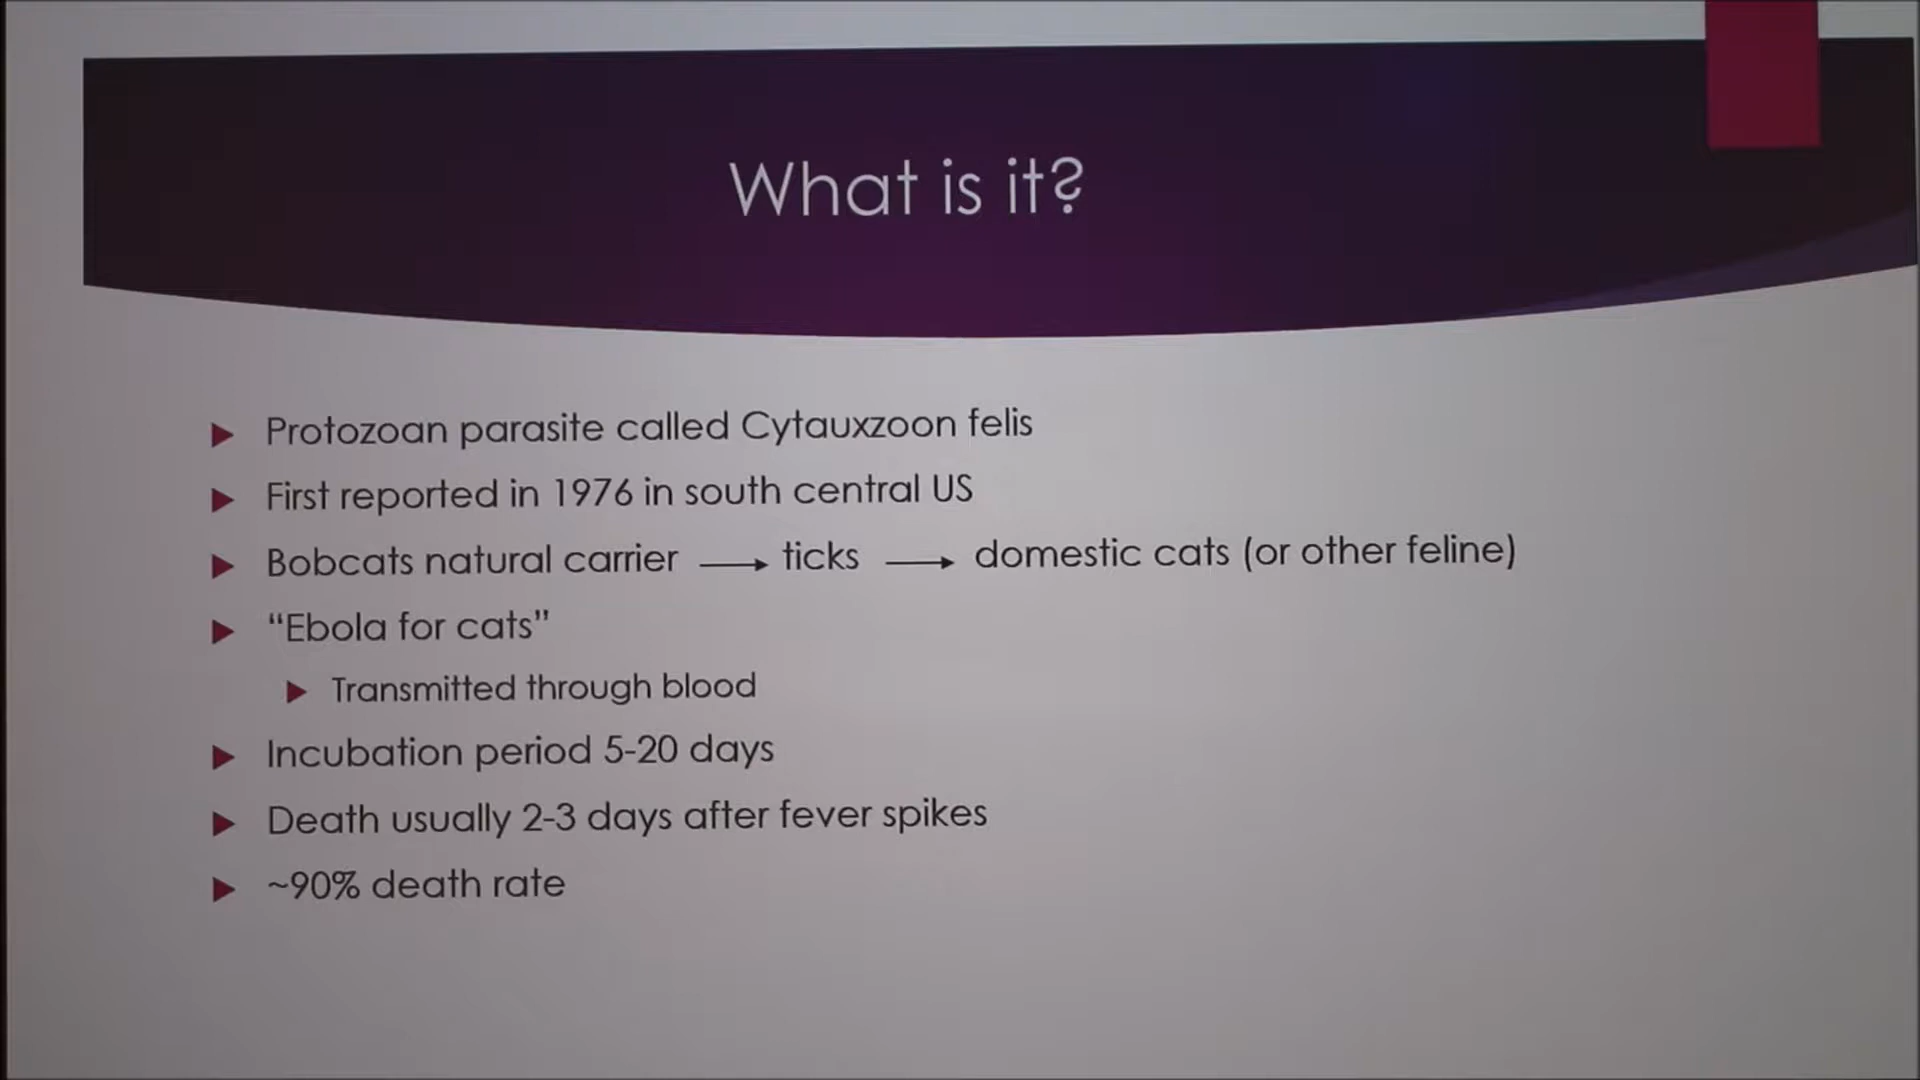 What is it?
Protozoan parasite called Cytauxzoon felis
First reported in 1976 in south central US
Bobcats natural carrier → ticks → domestic cats (or other feline)
“Ebola for cats”
Transmitted through blood
Incubation period 5-20 days
Death usually 2-3 days after fever spikes
~90% death rate